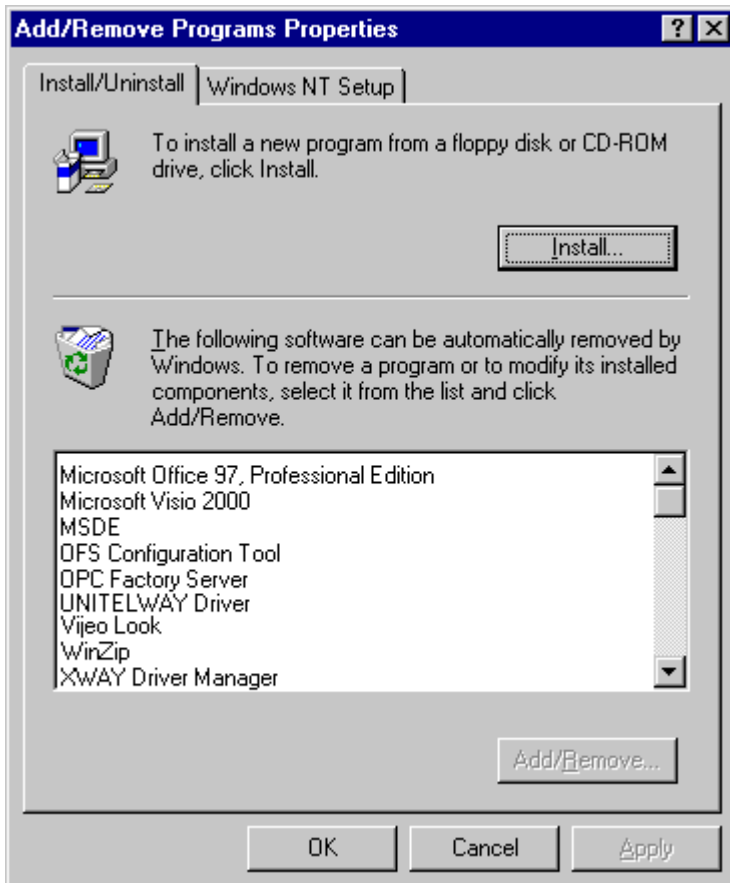 Add/Remove Programs Properties
Install/Uninstall
Windows NT Setup
To install a new program from a floppy disk or CD-ROM
drive, click Install.
Install...
The following software can be automatically removed by
Windows. To remove a program or to modify its installed
components, select it from the list and click
Add/Remove.
Microsoft Office 97, Professional Edition
Microsoft Visio 2000
MSDE
OFS Configuration Tool
OPC Factory Server
UNITELWAY Driver
Vijeo Look
WinZip
XWAY Driver Manager
Add/Remove...
OK
Cancel
Apply